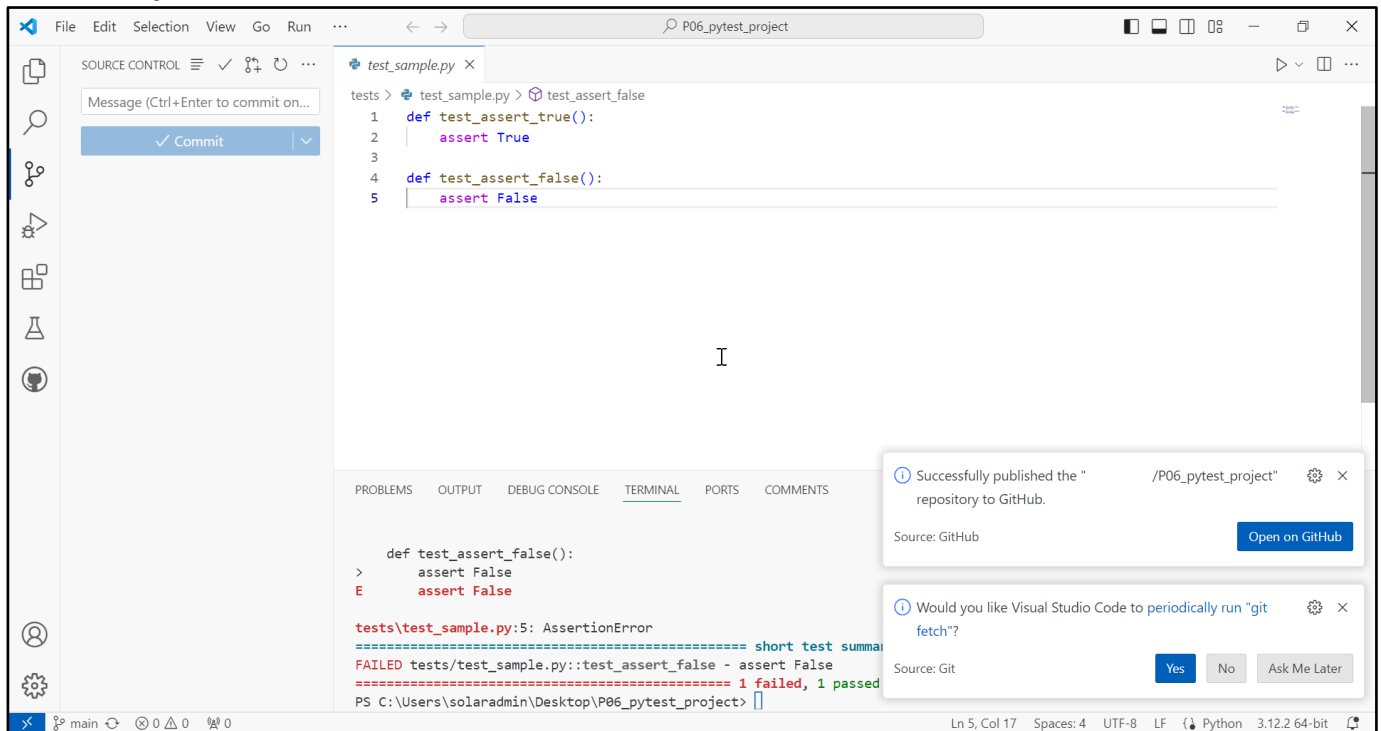 File Edit Selection View Go Run ... P06_pytest_project
SOURCE CONTROL
Message (Ctrl+Enter to commit on...
Commit
test_sample.py
tests > test_sample.py > test_assert_false
1 def test_assert_true():
2 assert True
3
4 def test_assert_false():
5 assert False
PROBLEMS OUTPUT DEBUG CONSOLE TERMINAL PORTS COMMENTS
def test_assert_false():
> assert False
E assert False
tests\test_sample.py:5: AssertionError
================================================== short test summar
FAILED tests/test_sample.py::test_assert_false - assert False
================================================ 1 failed, 1 passed
PS C:\Users\solaradmin\Desktop\P06_pytest_project>
Successfully published the " /P06_pytest_project"
repository to GitHub.
Source: GitHub
Open on GitHub
Would you like Visual Studio Code to periodically run "git
fetch"?
Source: Git
Yes No Ask Me Later
main 0 0 0 Ln 5, Col 17 Spaces: 4 UTF-8 LF Python 3.12.2 64-bit